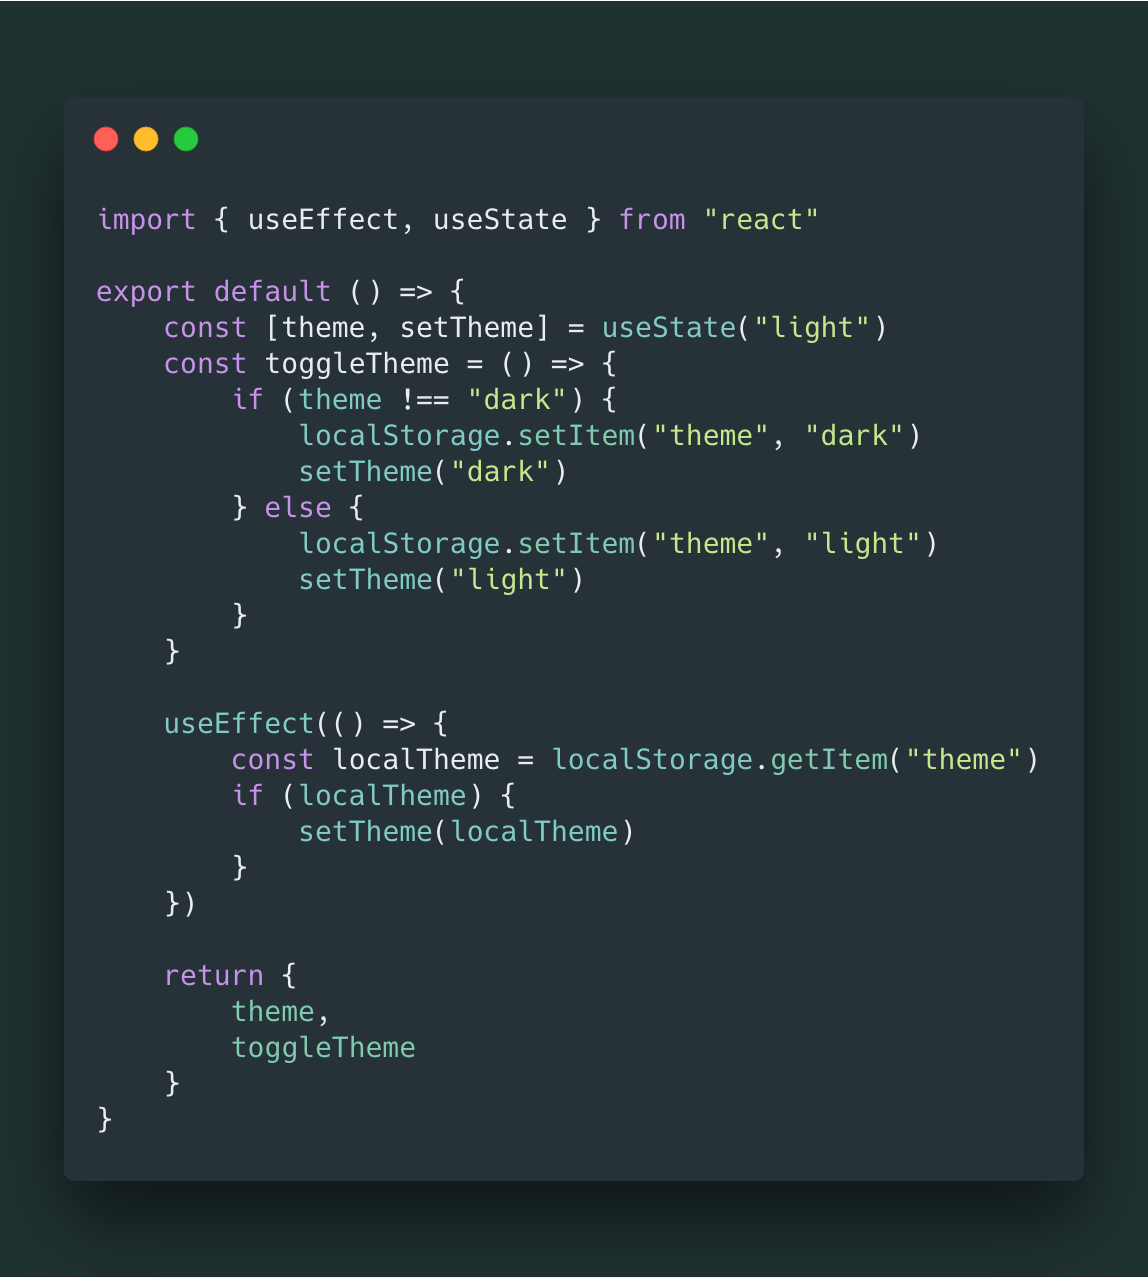 import { useEffect, useState } from "react"

export default () => {
    const [theme, setTheme] = useState("light")
    const toggleTheme = () => {
        if (theme !== "dark") {
            localStorage.setItem("theme", "dark")
            setTheme("dark")
        } else {
            localStorage.setItem("theme", "light")
            setTheme("light")
        }
    }

    useEffect(() => {
        const localTheme = localStorage.getItem("theme")
        if (localTheme) {
            setTheme(localTheme)
        }
    })

    return {
        theme,
        toggleTheme
    }
}